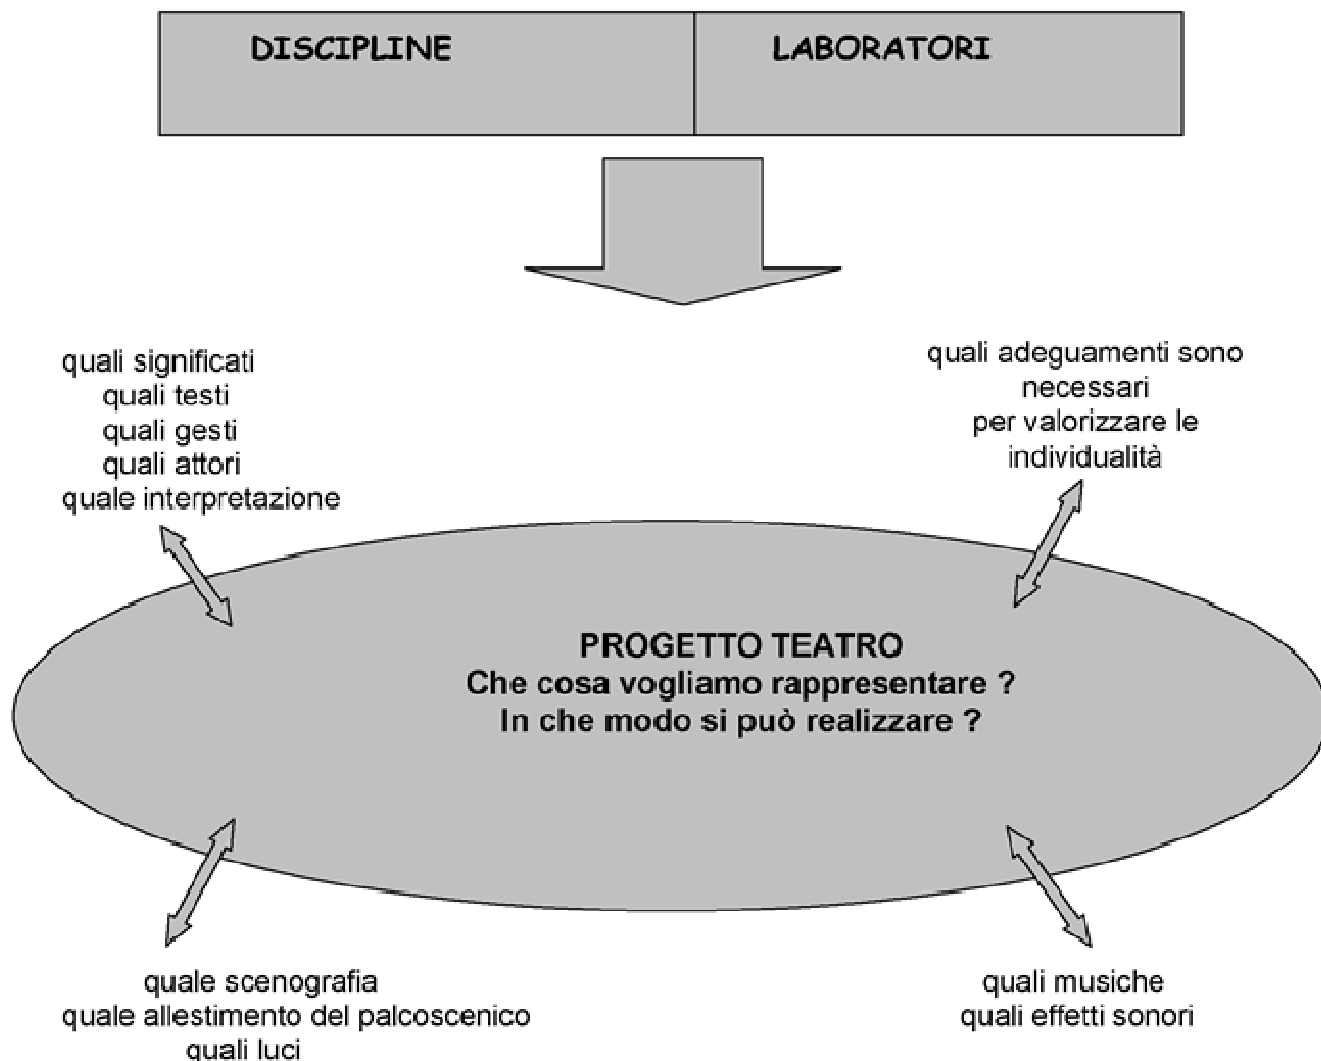 DISCIPLINE
LABORATORI
quali significati
quali testi
quali gesti
quali attori
quale interpretazione
quali adeguamenti sono
necessari
per valorizzare le
individualità
PROGETTO TEATRO
Che cosa vogliamo rappresentare ?
In che modo si può realizzare ?
quale scenografia
quale allestimento del palcoscenico
quali luci
quali musiche
quali effetti sonori